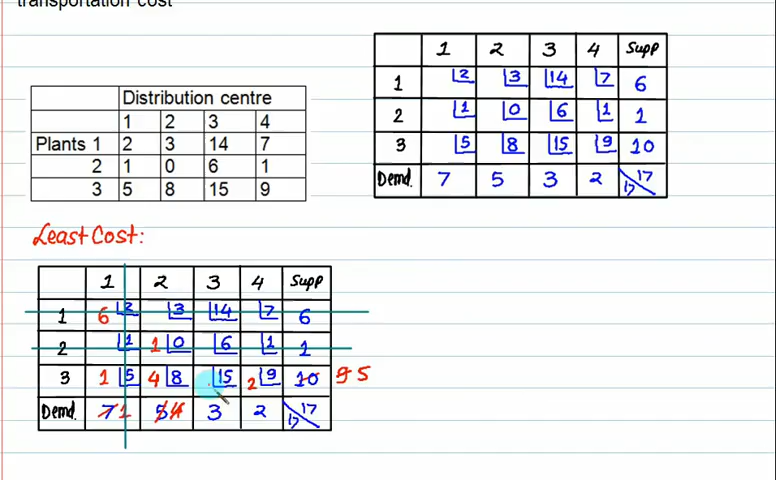 transportation cost
1 2 3 4 Supp
1 2 3 14 7 6
2 1 0 6 1 1
3 5 8 15 9 10
Demd 7 5 3 2 17 17
Distribution centre
1 2 3 4
Plants 1 2 3 14 7
2 1 0 6 1
3 5 8 15 9
Least Cost:
1 2 3 4 Supp
1 6 2 3 14 7 6
2 1 1 0 6 1 1
3 1 5 4 8 15 2 9 10 9 5
Demd. 7 1 5 4 3 2 17 17